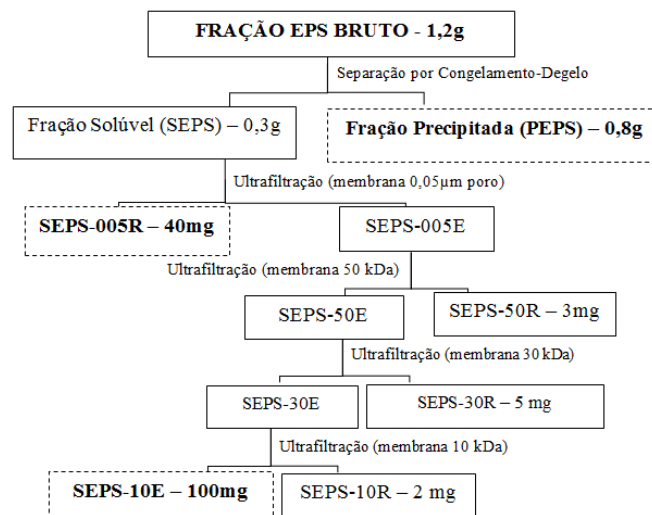 FRAÇÃO EPS BRUTO - 1,2g
Separação por Congelamento-Degelo
Fração Solúvel (SEPS) – 0,3g
Fração Precipitada (PEPS) – 0,8g
Ultrafiltração (membrana 0,05µm poro)
SEPS-005R – 40mg
SEPS-005E
Ultrafiltração (membrana 50 kDa)
SEPS-50E
SEPS-50R – 3mg
Ultrafiltração (membrana 30 kDa)
SEPS-30E
SEPS-30R – 5 mg
Ultrafiltração (membrana 10 kDa)
SEPS-10E – 100mg
SEPS-10R – 2 mg